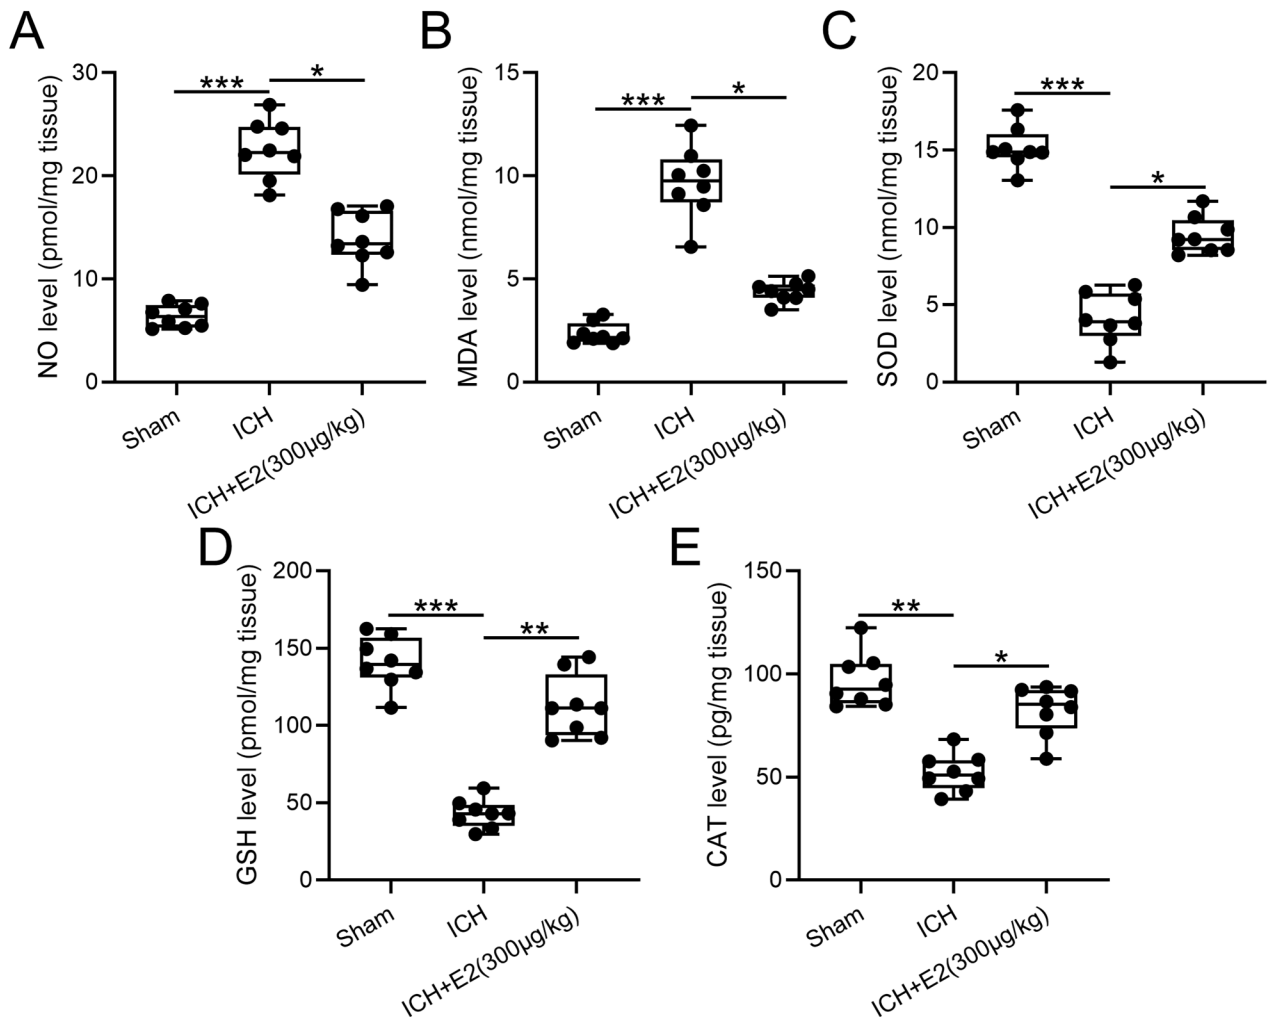 A
NO level (pmol/mg tissue)
30
20
10
0
***
*
Sham
ICH
ICH+E2(300μg/kg)
B
MDA level (nmol/mg tissue)
15
10
5
0
***
*
Sham
ICH
ICH+E2(300μg/kg)
C
SOD level (nmol/mg tissue)
20
15
10
5
0
***
*
Sham
ICH
ICH+E2(300μg/kg)
D
GSH level (pmol/mg tissue)
200
150
100
50
0
***
**
Sham
ICH
ICH+E2(300μg/kg)
E
CAT level (pg/mg tissue)
150
100
50
0
**
*
Sham
ICH
ICH+E2(300μg/kg)